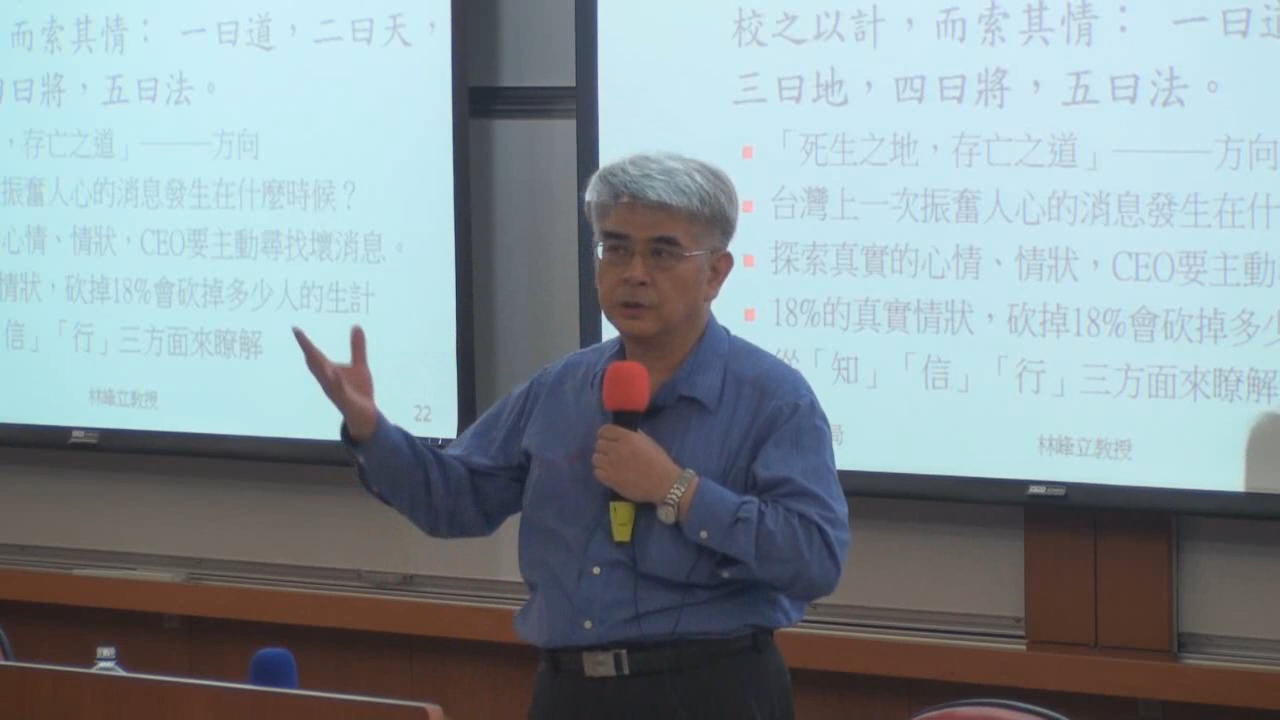 而索其情： 一曰道，二曰天，
曰將，五曰法。
，存亡之道」———方向
振奮人心的消息發生在什麼時候？
心情、情狀，CEO要主動尋找壞消息。
情狀，砍掉18%會砍掉多少人的生計
信」「行」三方面來瞭解
林峰立教授
22
校之以計，而索其情： 一曰道
三曰地，四曰將，五曰法。
「死生之地，存亡之道」———方向
台灣上一次振奮人心的消息發生在什
探索真實的心情、情狀，CEO要主動
18%的真實情狀，砍掉18%會砍掉多少
從「知」「信」「行」三方面來瞭解
局
林峰立教授